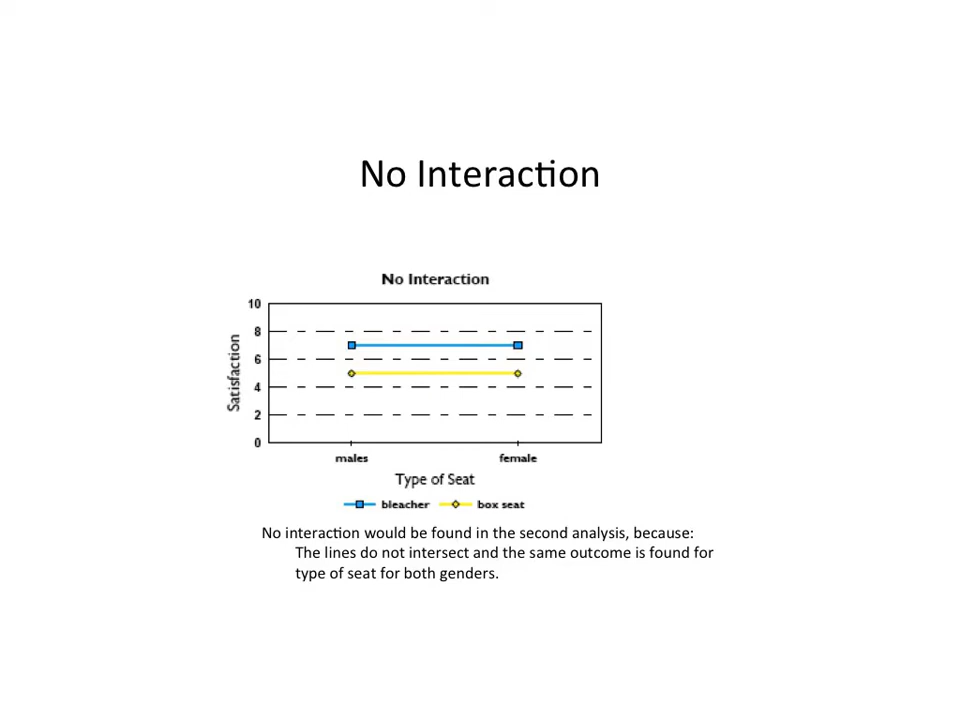 No Interaction
No Interaction
10
8
6
4
2
0
Satisfaction
males female
Type of Seat
bleacher box seat
No interaction would be found in the second analysis, because:
The lines do not intersect and the same outcome is found for
type of seat for both genders.